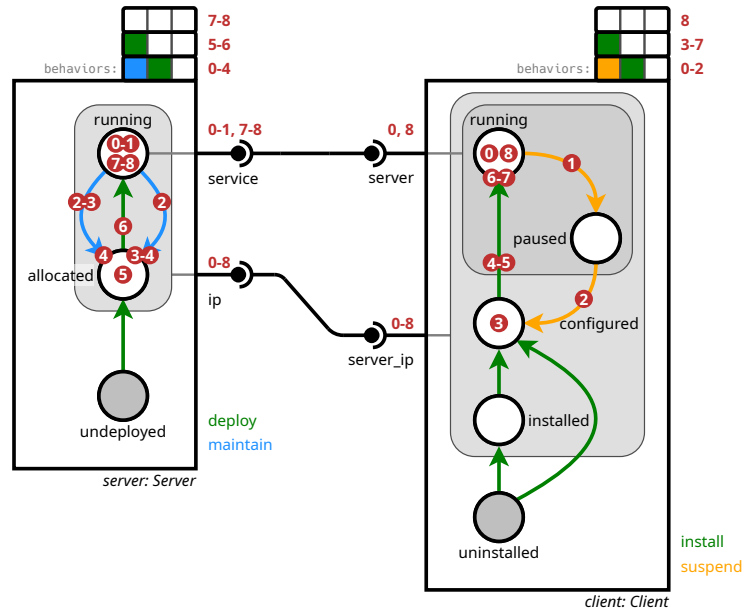 7-8
8
5-6
3-7
behaviors:
0-4
behaviors:
0-2
running
0-1
7-8
0-1, 7-8
0, 8
running
0
8
1
service
server
6-7
2-3
2
6
paused
4
3-4
4-5
allocated
5
0-8
ip
2
0-8
3
configured
server_ip
undeployed
deploy
maintain
installed
server: Server
uninstalled
install
suspend
client: Client